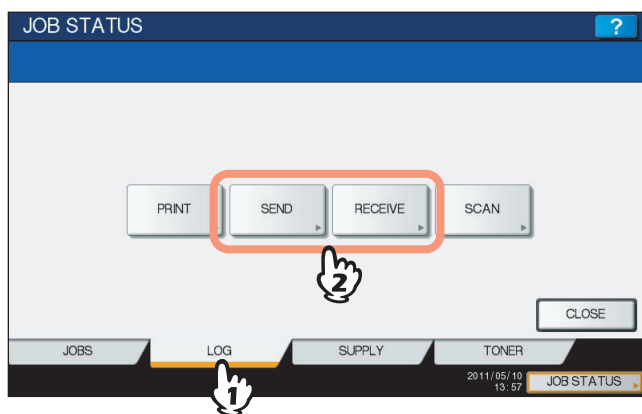 JOB STATUS ?
PRINT SEND RECEIVE SCAN
2
CLOSE
JOBS LOG SUPPLY TONER
1
2011/05/10
13:57
JOB STATUS